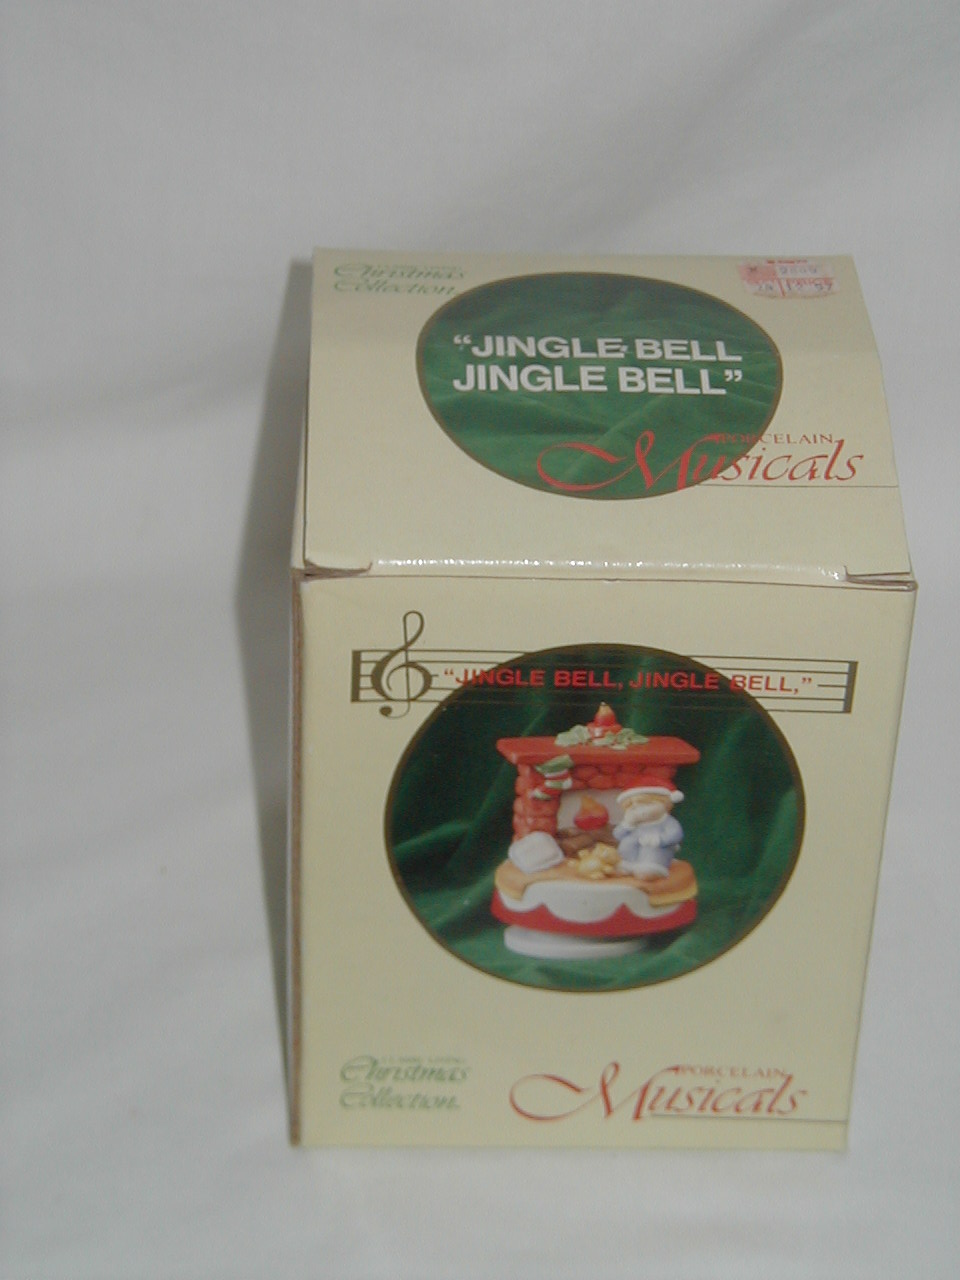 Christmas
Collection
"JINGLE BELL
JINGLE BELL"
PORCELAIN
Musicals
"JINGLE BELL, JINGLE BELL,"
Christmas
Collection
PORCELAIN
Musicals